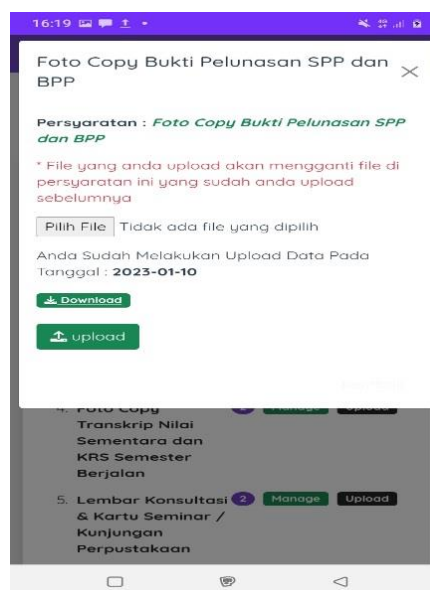 16:19
Foto Copy Bukti Pelunasan SPP dan
BPP
Persyaratan : Foto Copy Bukti Pelunasan SPP
dan BPP
* File yang anda upload akan mengganti file di
persyaratan ini yang sudah anda upload
sebelumnya
Pilih File Tidak ada file yang dipilih
Anda Sudah Melakukan Upload Data Pada
Tanggal : 2023-01-10
Download
upload
4. Foto Copy 2 Manage Upload
Transkrip Nilai
Sementara dan
KRS Semester
Berjalan
5. Lembar Konsultasi 2 Manage Upload
& Kartu Seminar /
Kunjungan
Perpustakaan